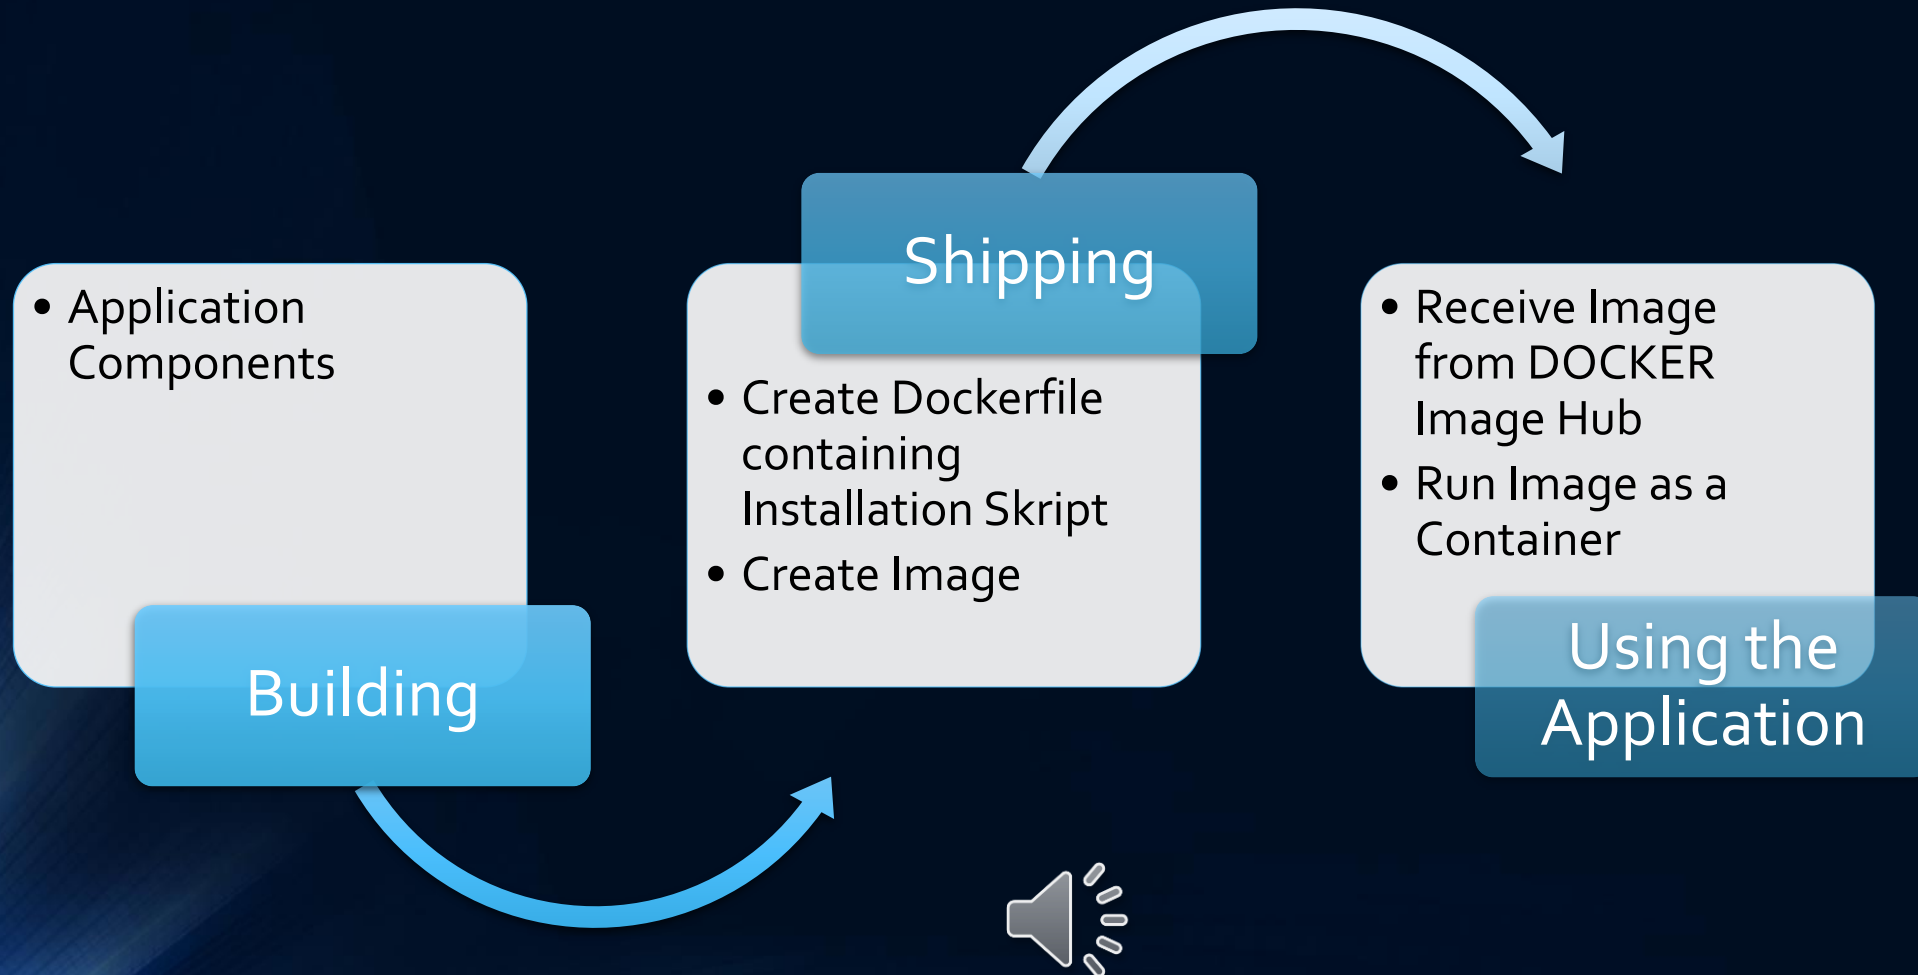 • Application
Components
Building
Shipping
• Create Dockerfile
containing
Installation Skript
• Create Image
• Receive Image
from DOCKER
Image Hub
• Run Image as a
Container
Using the
Application